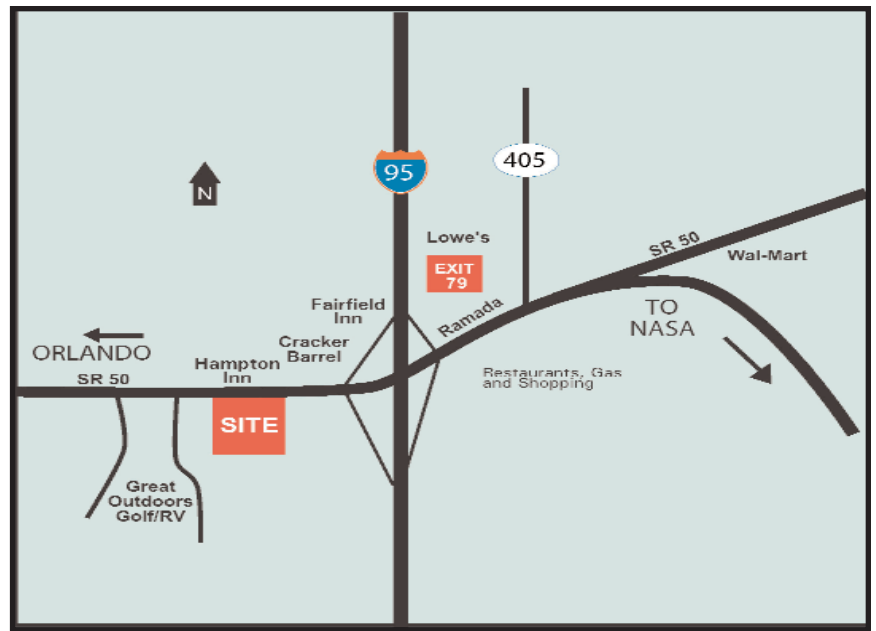 95
405
N
Lowe's
SR 50
Wal-Mart
EXIT
79
Fairfield
Inn
Ramada
TO
NASA
ORLANDO
Cracker
Barrel
Hampton
Inn
SR 50
Restaurants, Gas
and Shopping
SITE
Great
Outdoors
Golf/RV